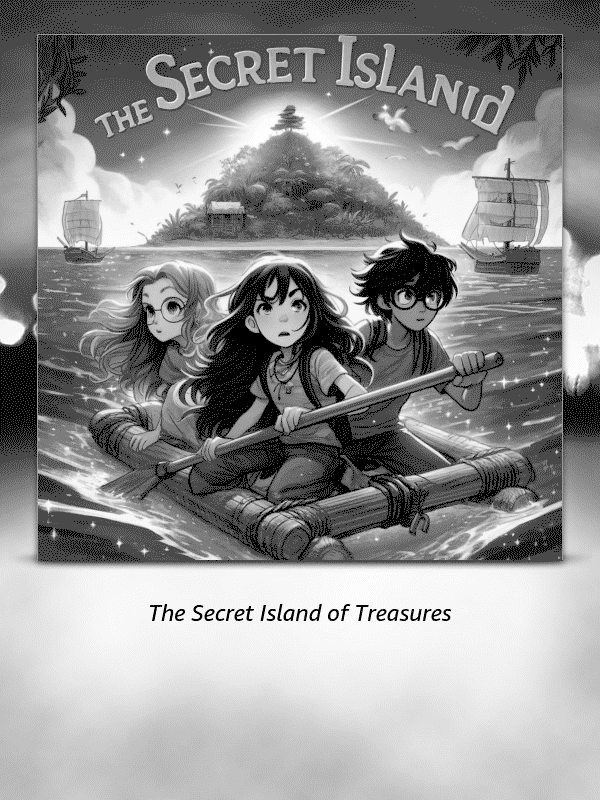 THE SECRET ISLANID
The Secret Island of Treasures